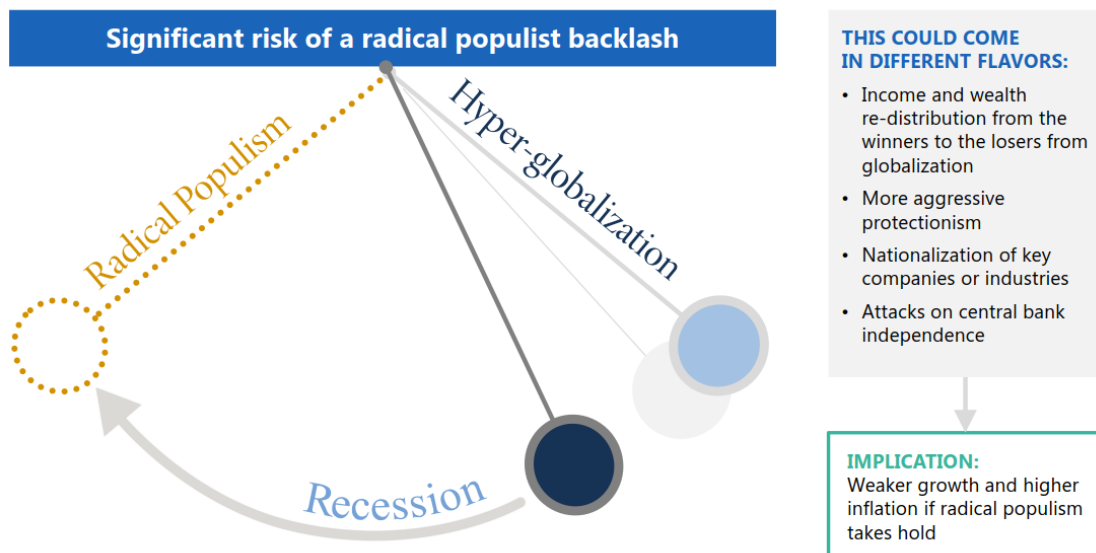 Significant risk of a radical populist backlash
Radical Populism
Hyper-globalization
Recession
THIS COULD COME
IN DIFFERENT FLAVORS:
• Income and wealth
re-distribution from the
winners to the losers from
globalization
• More aggressive
protectionism
• Nationalization of key
companies or industries
• Attacks on central bank
independence
IMPLICATION:
Weaker growth and higher
inflation if radical populism
takes hold